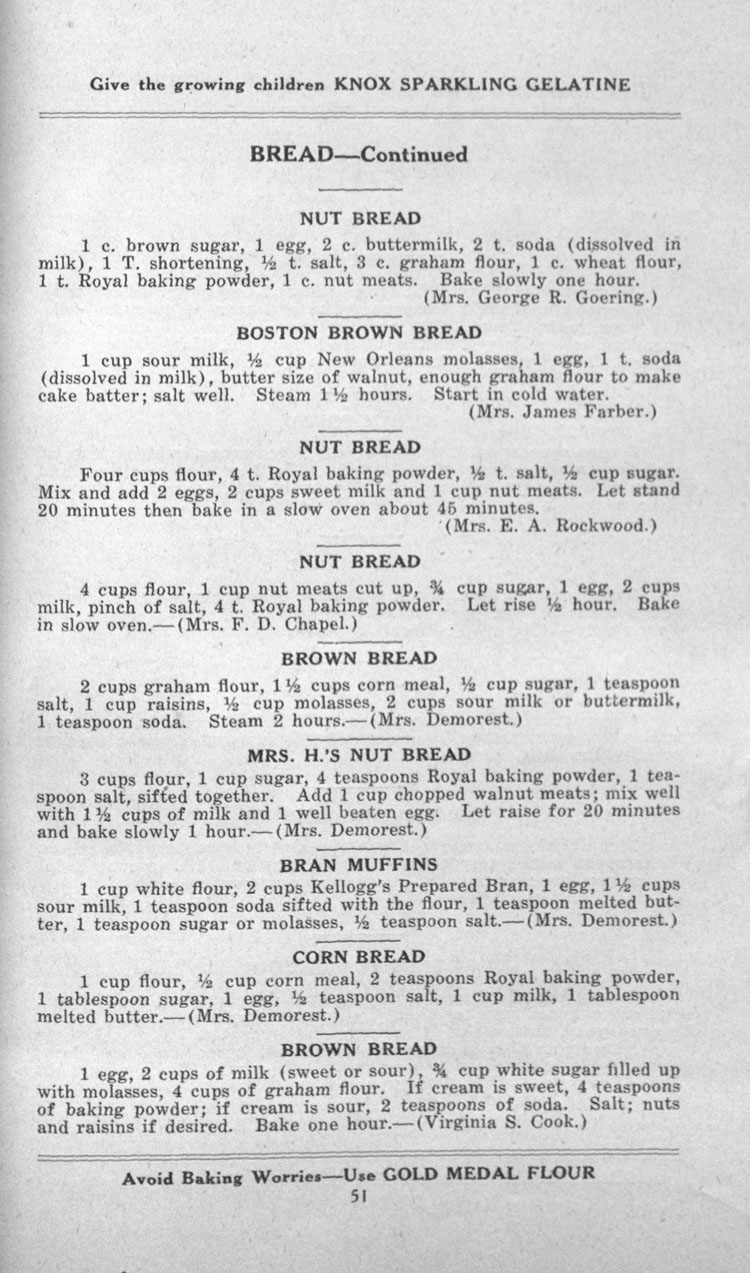 Give the growing children KNOX SPARKLING GELATINE
BREAD—Continued
NUT BREAD
1 c. brown sugar, 1 egg, 2 c. buttermilk, 2 t. soda (dissolved in
milk), 1 T. shortening, ½ t. salt, 3 c. graham flour, 1 c. wheat flour,
1 t. Royal baking powder, 1 c. nut meats. Bake slowly one hour.
(Mrs. George R. Goering.)
BOSTON BROWN BREAD
1 cup sour milk, ½ cup New Orleans molasses, 1 egg, 1 t. soda
(dissolved in milk), butter size of walnut, enough graham flour to make
cake batter; salt well. Steam 1½ hours. Start in cold water.
(Mrs. James Farber.)
NUT BREAD
Four cups flour, 4 t. Royal baking powder, ½ t. salt, ½ cup sugar.
Mix and add 2 eggs, 2 cups sweet milk and 1 cup nut meats. Let stand
20 minutes then bake in a slow oven about 45 minutes.
(Mrs. E. A. Rockwood.)
NUT BREAD
4 cups flour, 1 cup nut meats cut up, ¾ cup sugar, 1 egg, 2 cups
milk, pinch of salt, 4 t. Royal baking powder. Let rise ½ hour. Bake
in slow oven.—(Mrs. F. D. Chapel.)
BROWN BREAD
2 cups graham flour, 1½ cups corn meal, ½ cup sugar, 1 teaspoon
salt, 1 cup raisins, ½ cup molasses, 2 cups sour milk or buttermilk,
1 teaspoon soda. Steam 2 hours.—(Mrs. Demorest.)
MRS. H.'S NUT BREAD
3 cups flour, 1 cup sugar, 4 teaspoons Royal baking powder, 1 tea-
spoon salt, sifted together. Add 1 cup chopped walnut meats; mix well
with 1½ cups of milk and 1 well beaten egg. Let raise for 20 minutes
and bake slowly 1 hour.—(Mrs. Demorest.)
BRAN MUFFINS
1 cup white flour, 2 cups Kellogg's Prepared Bran, 1 egg, 1½ cups
sour milk, 1 teaspoon soda sifted with the flour, 1 teaspoon melted but-
ter, 1 teaspoon sugar or molasses, ½ teaspoon salt.—(Mrs. Demorest.)
CORN BREAD
1 cup flour, ½ cup corn meal, 2 teaspoons Royal baking powder,
1 tablespoon sugar, 1 egg, ½ teaspoon salt, 1 cup milk, 1 tablespoon
melted butter.—(Mrs. Demorest.)
BROWN BREAD
1 egg, 2 cups of milk (sweet or sour), ¾ cup white sugar filled up
with molasses, 4 cups of graham flour. If cream is sweet, 4 teaspoons
of baking powder; if cream is sour, 2 teaspoons of soda. Salt; nuts
and raisins if desired. Bake one hour.—(Virginia S. Cook.)
Avoid Baking Worries—Use GOLD MEDAL FLOUR
51